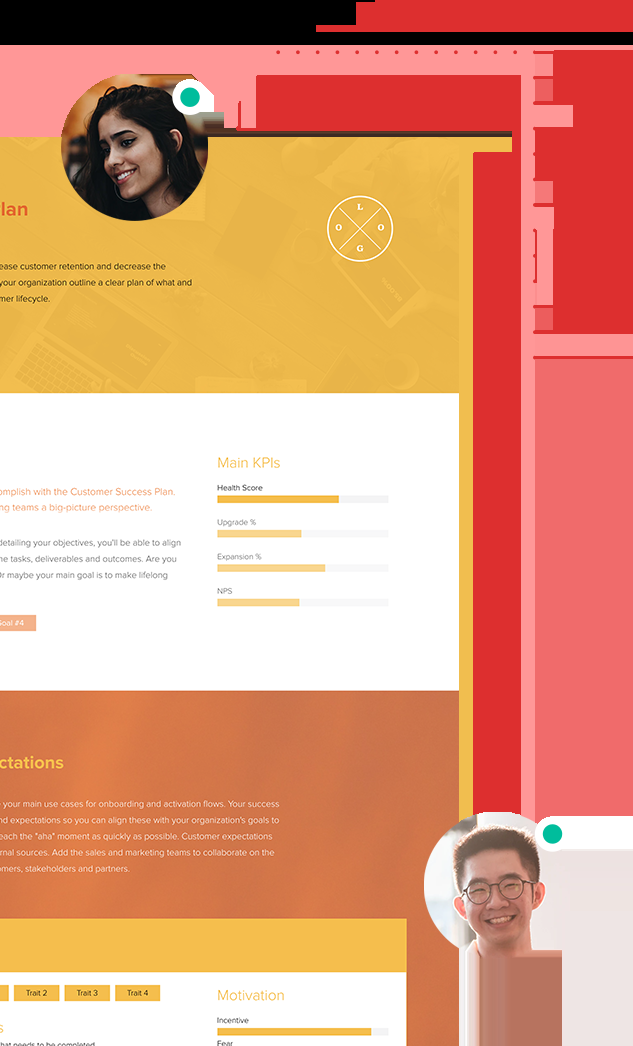 lan
L
O O
G
ease customer retention and decrease the
your organization outline a clear plan of what and
mer lifecycle.
Main KPIs
Health Score
omplish with the Customer Success Plan.
ng teams a big-picture perspective.
Upgrade %
detailing your objectives, you'll be able to align
ne tasks, deliverables and outcomes. Are you
Or maybe your main goal is to make lifelong
Expansion %
NPS
Goal #4
ctations
your main use cases for onboarding and activation flows. Your success
nd expectations so you can align these with your organization's goals to
each the "aha" moment as quickly as possible. Customer expectations
rnal sources. Add the sales and marketing teams to collaborate on the
omers, stakeholders and partners.
Trait 2 Trait 3 Trait 4
Motivation
Incentive
s
hat needs to be completed
Fear